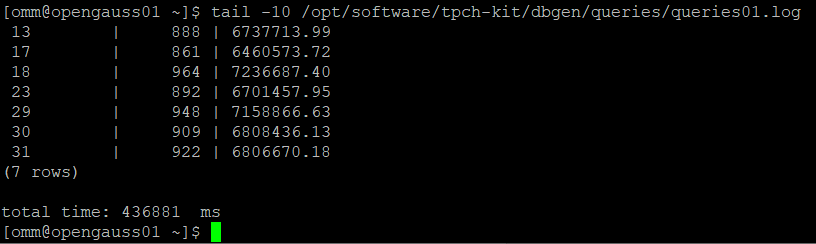 [omm@opengauss01 ~]$ tail -10 /opt/software/tpch-kit/dbgen/queries/queries01.log
 13         |     888 | 6737713.99
 17         |     861 | 6460573.72
 18         |     964 | 7236687.40
 23         |     892 | 6701457.95
 29         |     948 | 7158866.63
 30         |     909 | 6808436.13
 31         |     922 | 6806670.18
(7 rows)

total time: 436881  ms
[omm@opengauss01 ~]$